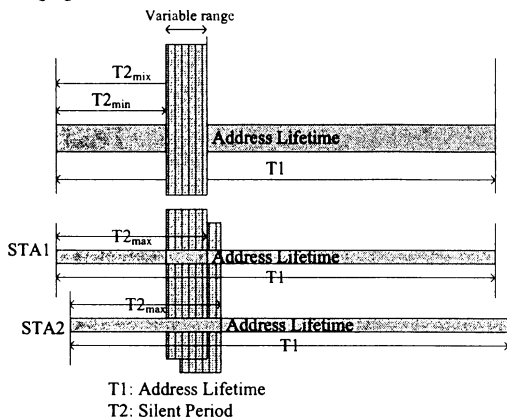 Variable range
T2mix
T2min
Address Lifetime
T1
T2max
STA1
Address Lifetime
T1
T2max
STA2
Address Lifetime
T1
T1: Address Lifetime
T2: Silent Period